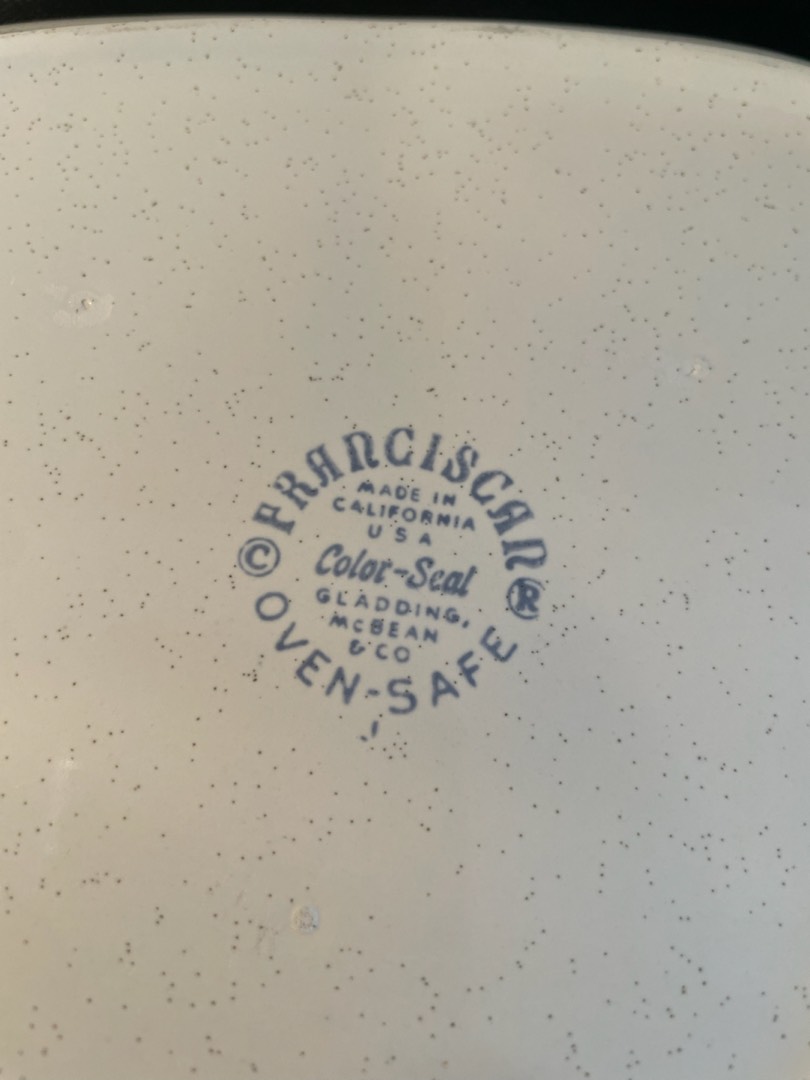 FRANCISCAN®
MADE IN
CALIFORNIA
USA
Color-Seal
GLADDING,
McBEAN
& CO
© OVEN-SAFE